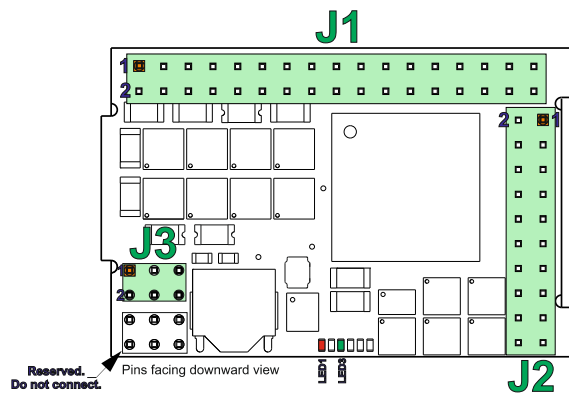 J1
1
2
2 1
J3
1
2
LED1
LED3
Reserved.
Do not connect.
Pins facing downward view
J2